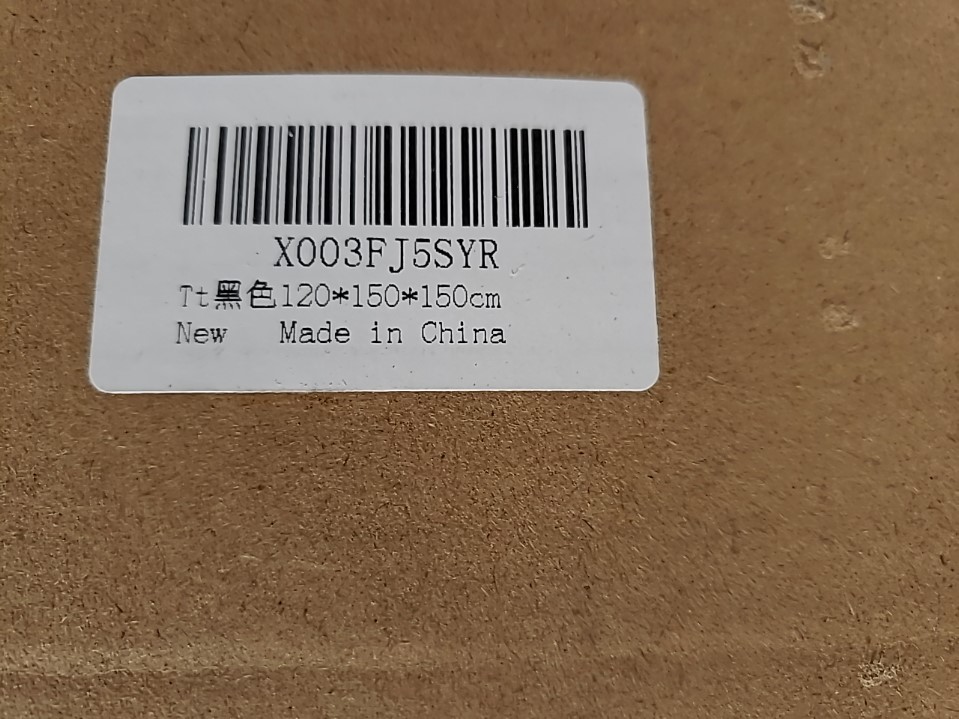 X003FJ5SYR
Tt黑色120*150*150cm
New Made in China